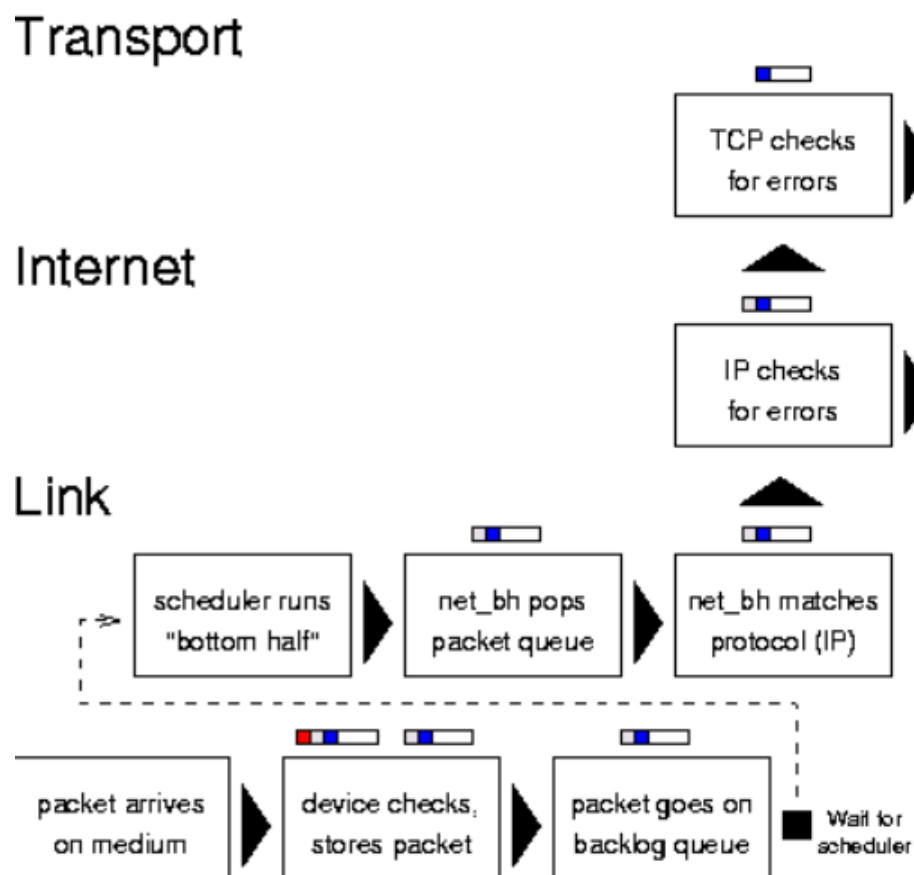 Transport
TCP checks
for errors
Internet
IP checks
for errors
Link
scheduler runs
"bottom half"
net_bh pops
packet queue
net_bh matches
protocol (IP)
packet arrives
on medium
device checks,
stores packet
packet goes on
backlog queue
Wait for
scheduler